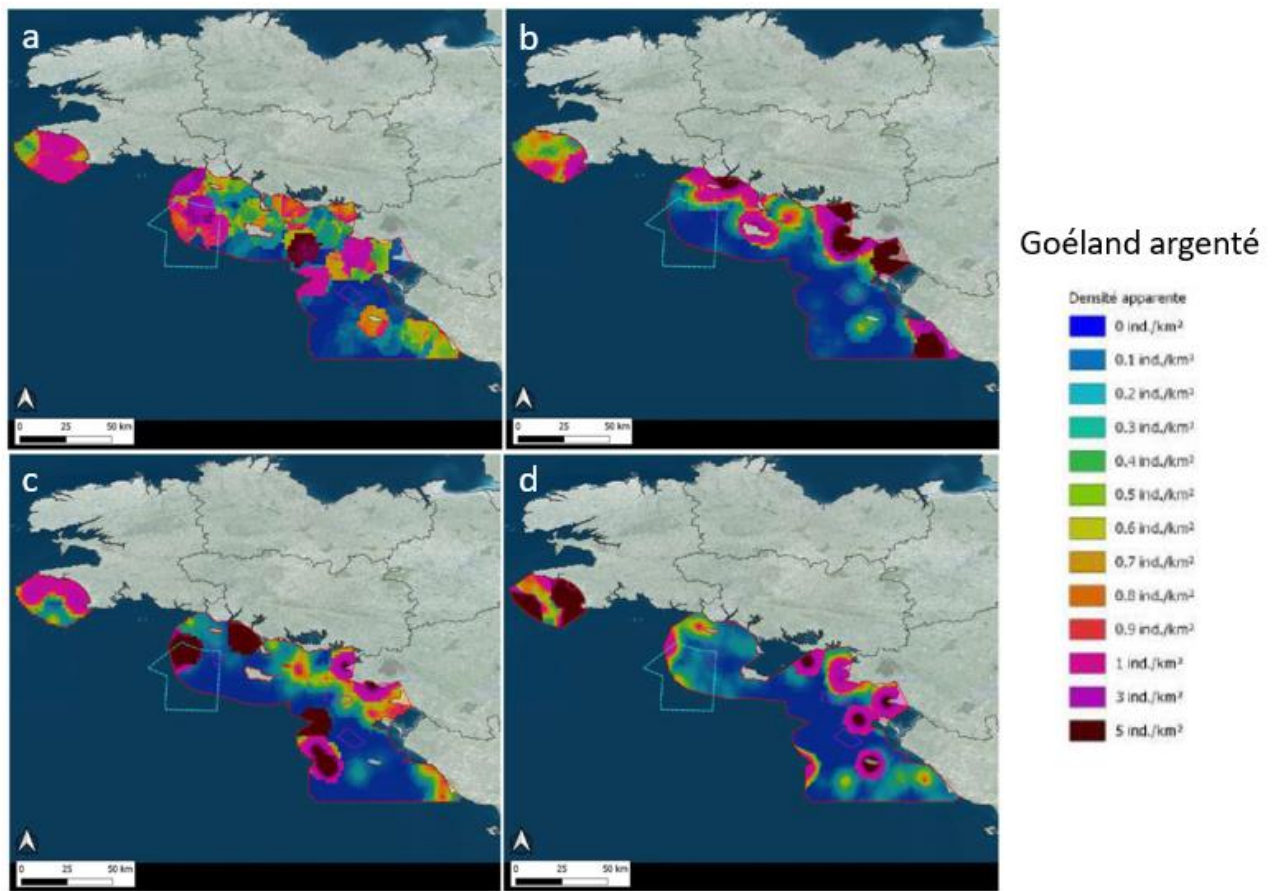 a
b
0 25 50 km
0 25 50 km
c
d
0 25 50 km
0 25 50 km
Goéland argenté
Densité apparente
0 ind./km²
0.1 ind./km²
0.2 ind./km²
0.3 ind./km²
0.4 ind./km²
0.5 ind./km²
0.6 ind./km²
0.7 ind./km²
0.8 ind./km²
0.9 ind./km²
1 ind./km²
3 ind./km²
5 ind./km²